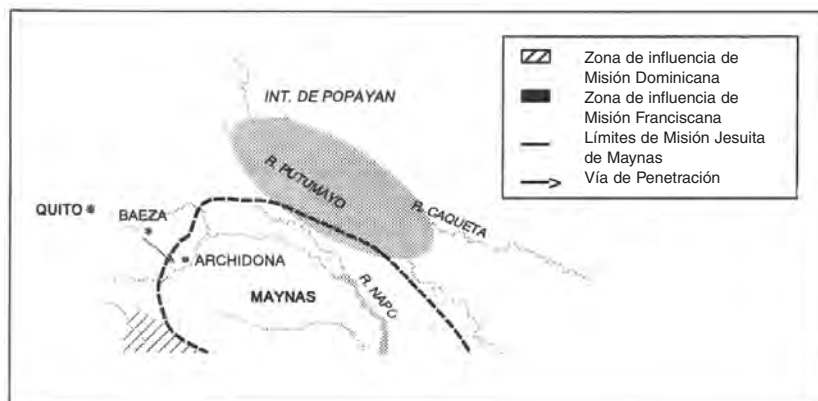 INT. DE POPAYAN
R. PUTUMAYO
R. CAQUETA
QUITO
BAEZA
ARCHIDONA
MAYNAS
R. NAPO
Zona de influencia de
Misión Dominicana
Zona de influencia de
Misión Franciscana
Límites de Misión Jesuita
de Maynas
Vía de Penetración